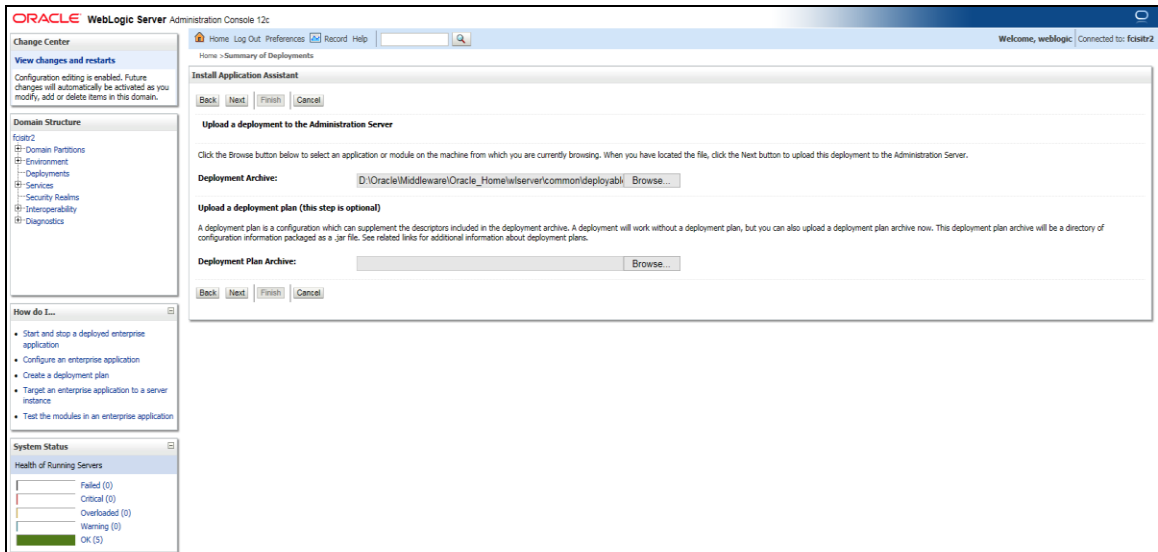 ORACLE WebLogic Server Administration Console 12c
Change Center
View changes and restarts
Configuration editing is enabled. Future
changes will automatically be activated as you
modify, add or delete items in this domain.
Domain Structure
fcisitr2
Domain Partitions
Environment
Deployments
Services
Security Realms
Interoperability
Diagnostics
How do I...
Start and stop a deployed enterprise
application
Configure an enterprise application
Create a deployment plan
Target an enterprise application to a server
instance
Test the modules in an enterprise application
System Status
Health of Running Servers
Failed (0)
Critical (0)
Overloaded (0)
Warning (0)
OK (5)
Home Log Out Preferences Record Help
Welcome, weblogic Connected to: fcisitr2
Home >Summary of Deployments
Install Application Assistant
Back Next Finish Cancel
Upload a deployment to the Administration Server
Click the Browse button below to select an application or module on the machine from which you are currently browsing. When you have located the file, click the Next button to upload this deployment to the Administration Server.
Deployment Archive: D:\Oracle\Middleware\Oracle_Home\wlserver\common\deployabl Browse...
Upload a deployment plan (this step is optional)
A deployment plan is a configuration which can supplement the descriptors included in the deployment archive. A deployment will work without a deployment plan, but you can also upload a deployment plan archive now. This deployment plan archive will be a directory of
configuration information packaged as a .jar file. See related links for additional information about deployment plans.
Deployment Plan Archive: Browse...
Back Next Finish Cancel